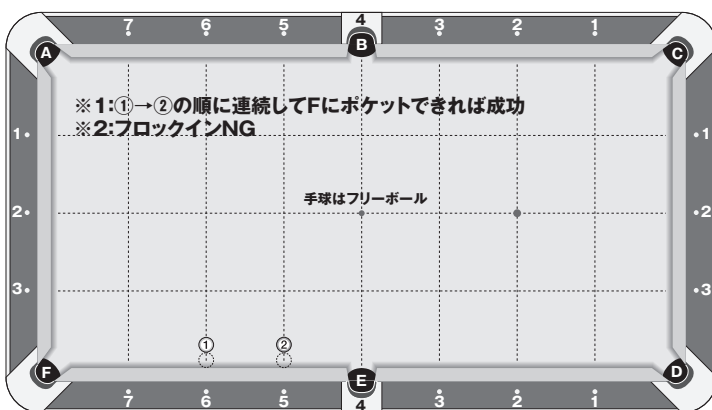 7 6 5 4 3 2 1
A B C
※1:①→②の順に連続してFにポケットできれば成功
※2:フロックインNG
1 1
手球はフリーボール
2 2
3 3
① ②
F E D
7 6 5 4 3 2 1